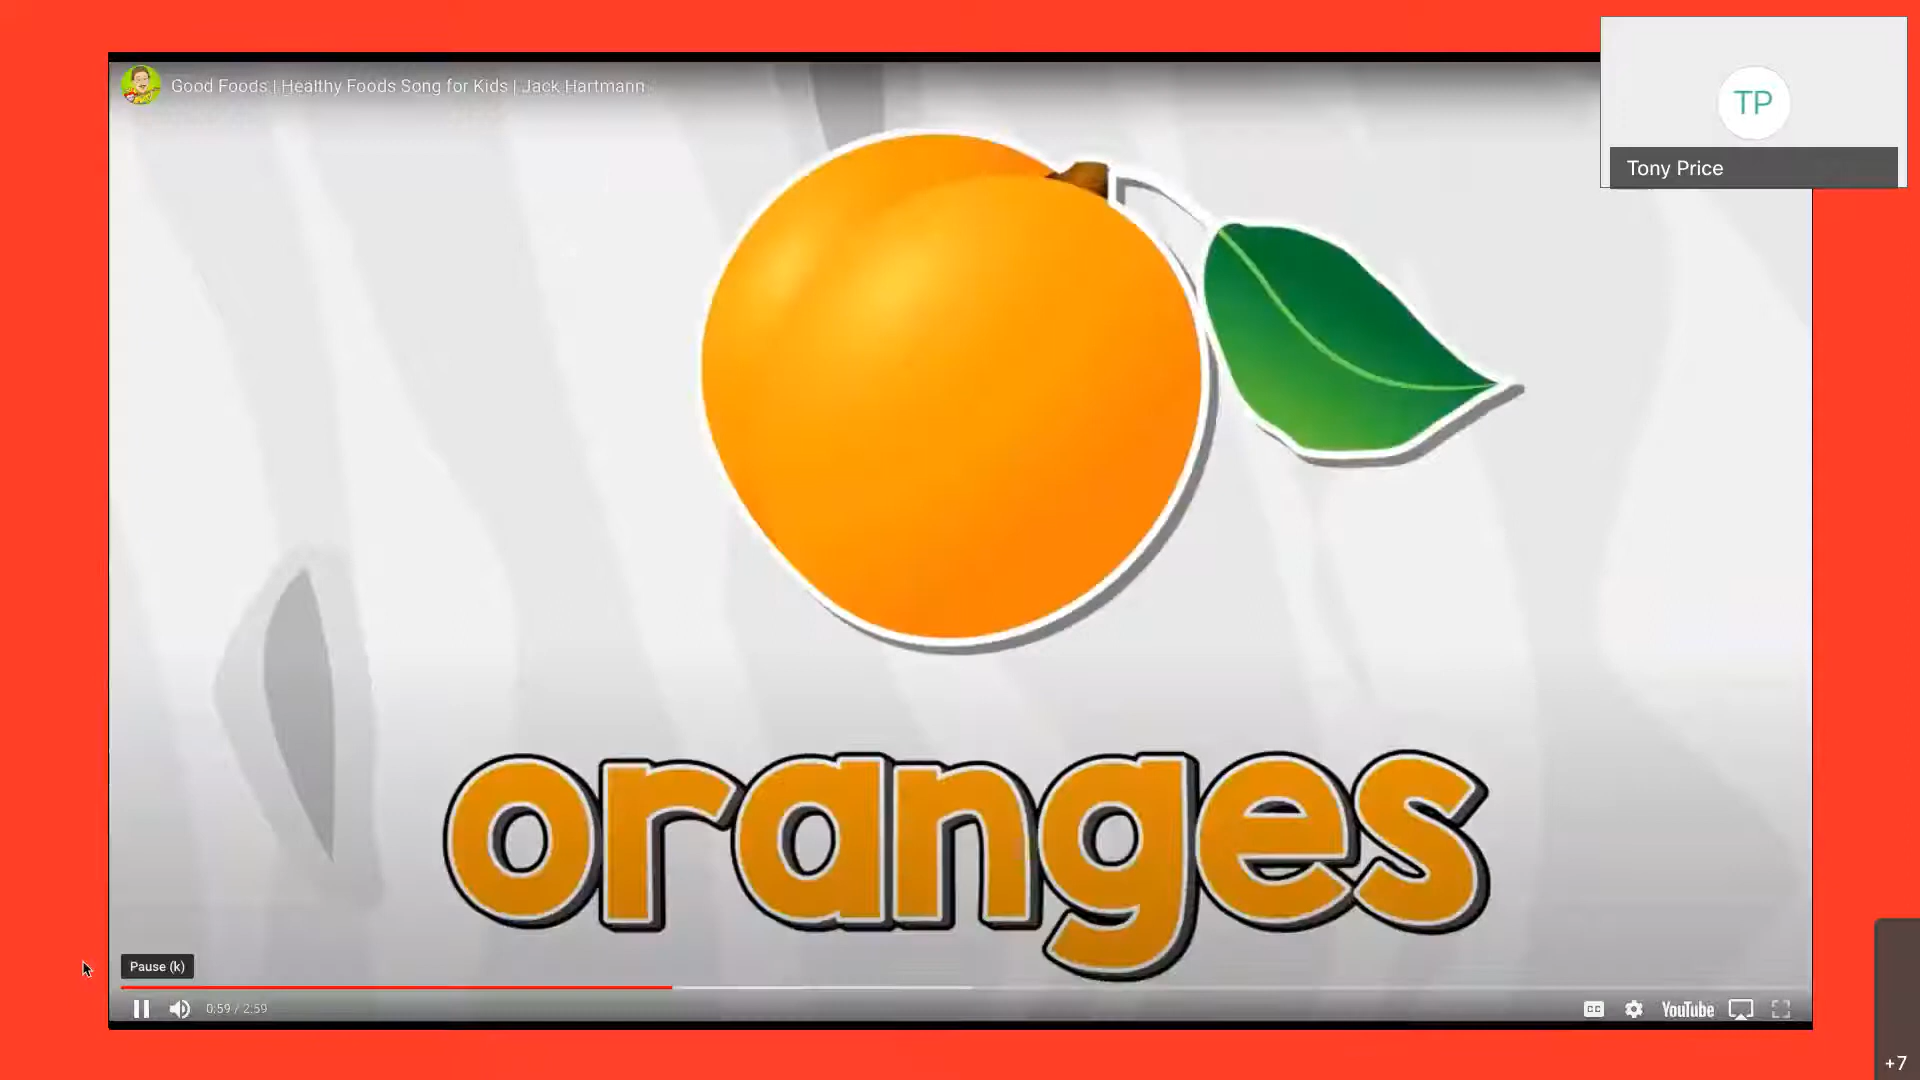 Good Foods | Healthy Foods Song for Kids | Jack Hartmann
TP
Tony Price
oranges
Pause (k)
0:59 / 2:59
CC
YouTube
+7